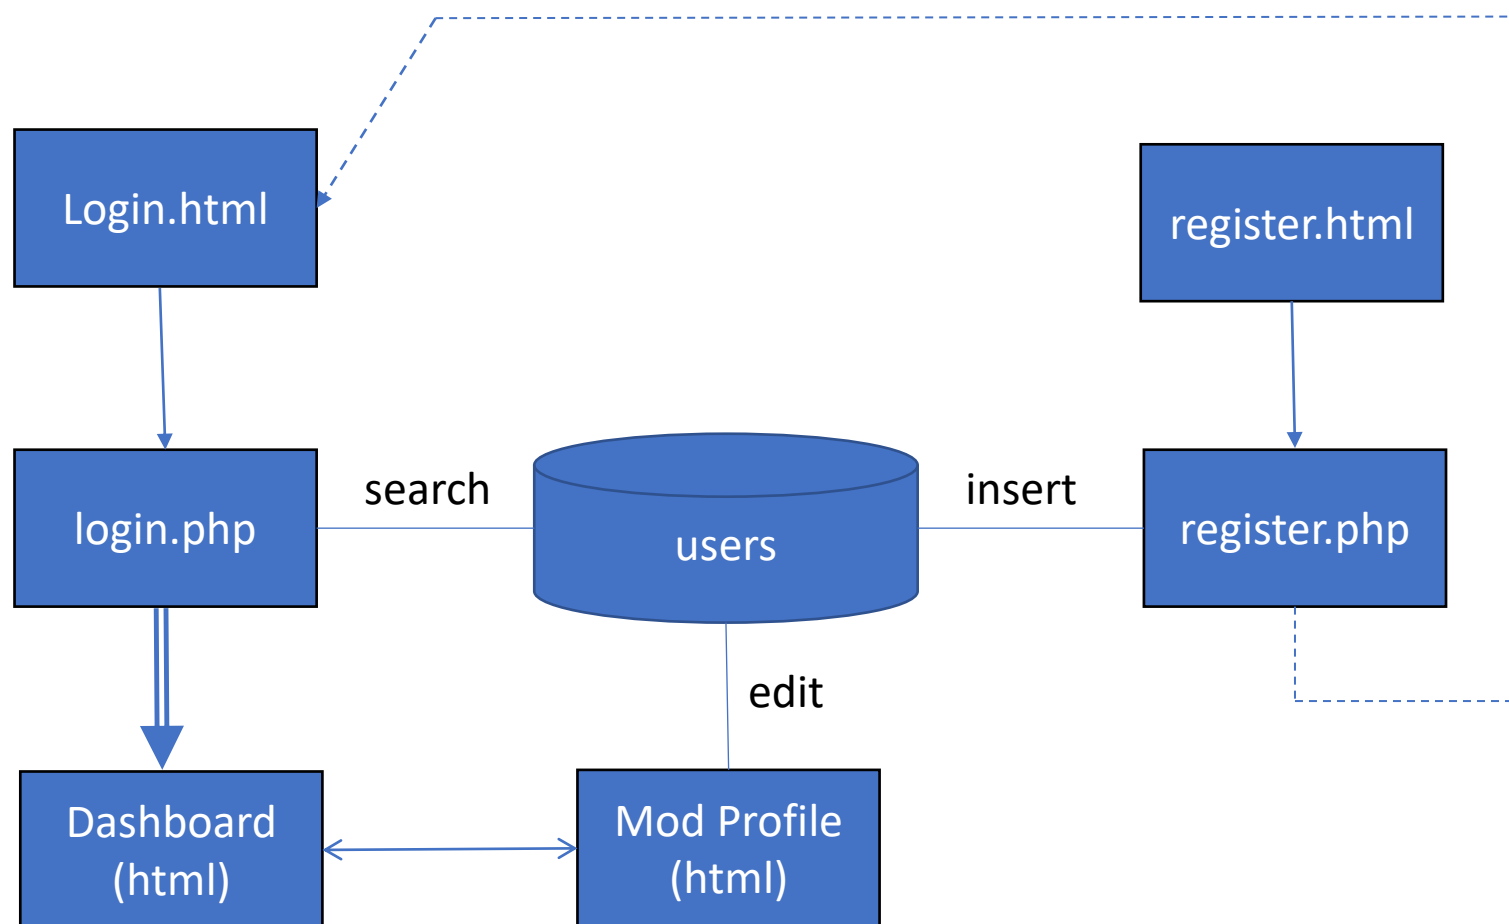 Login.html
register.html
login.php
search
users
insert
register.php
edit
Dashboard
(html)
Mod Profile
(html)